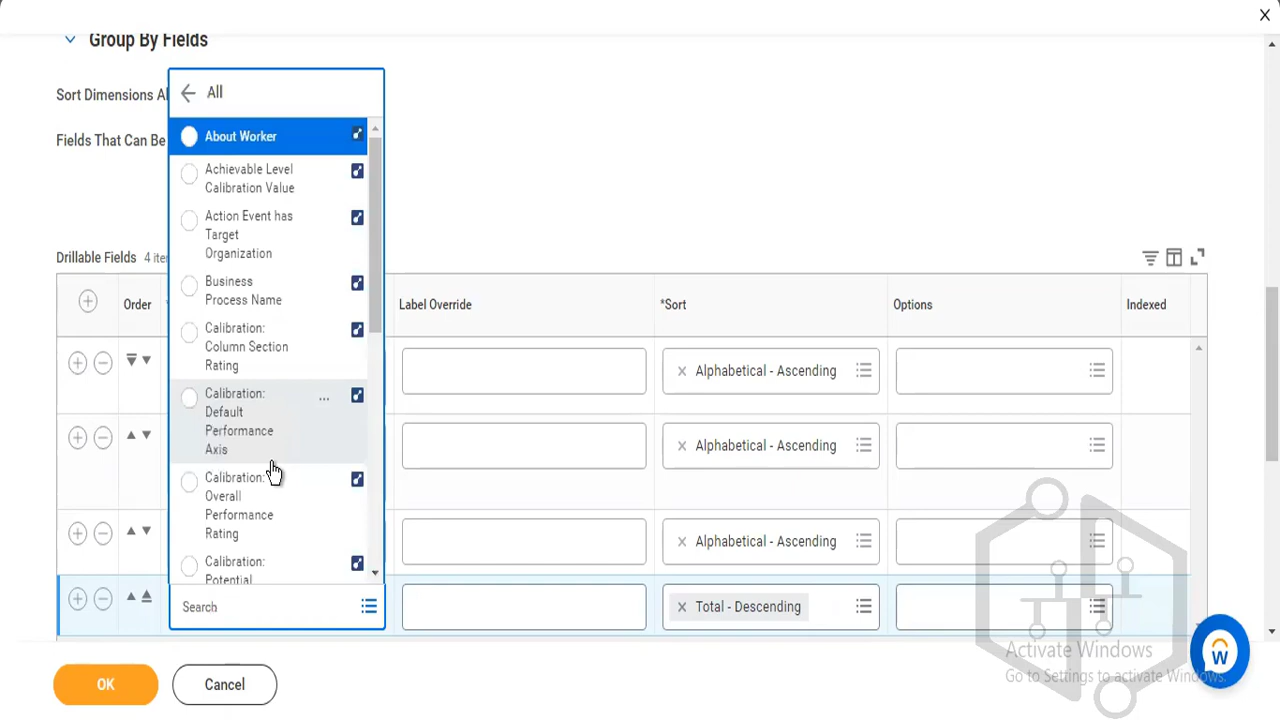 X
Group By Fields
Sort Dimensions Al
Fields That Can Be
All
About Worker
Achievable Level
Calibration Value
Action Event has
Target
Organization
Business
Process Name
Calibration:
Column Section
Rating
Calibration:
Default
Performance
Axis
...
Calibration:
Overall
Performance
Rating
Calibration:
Potential
Search
Drillable Fields 4 iter
Order
Label Override
*Sort
Options
Indexed
Alphabetical - Ascending
Alphabetical - Ascending
Alphabetical - Ascending
Total - Descending
Activate Windows
Go to Settings to activate Windows.
W
OK
Cancel